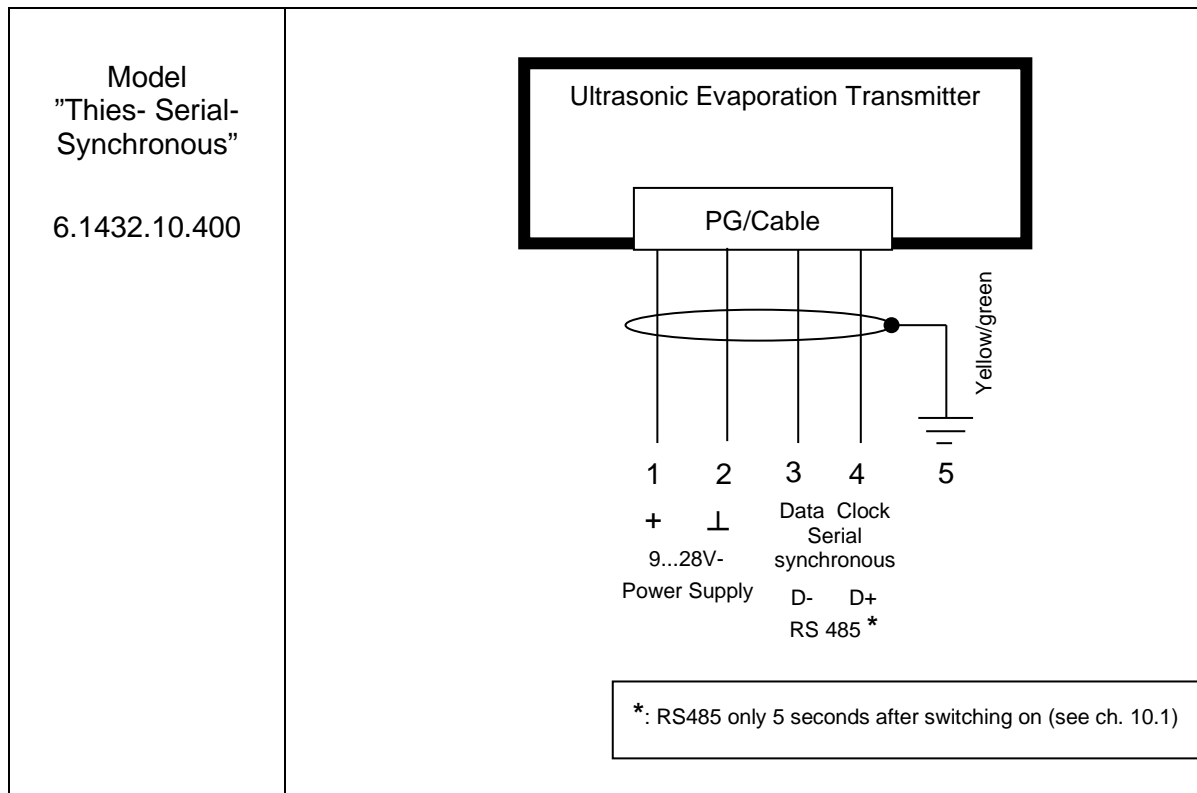 Model
”Thies- Serial-
Synchronous”
6.1432.10.400
Ultrasonic Evaporation Transmitter
PG/Cable
Yellow/green
1 2 3 4 5
+ ⊥
Data Clock
Serial
synchronous
9...28V-
Power Supply
D- D+
RS 485 *
*: RS485 only 5 seconds after switching on (see ch. 10.1)